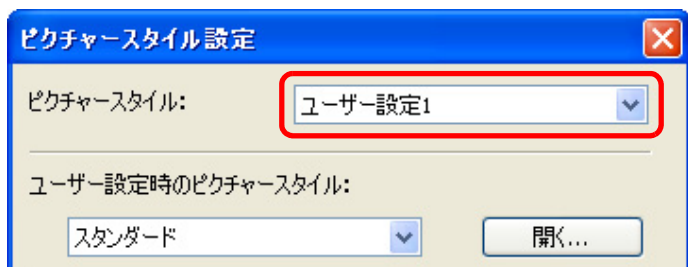 ピクチャースタイル設定
ピクチャースタイル: ユーザー設定1
ユーザー設定時のピクチャースタイル:
スタンダード 開く...